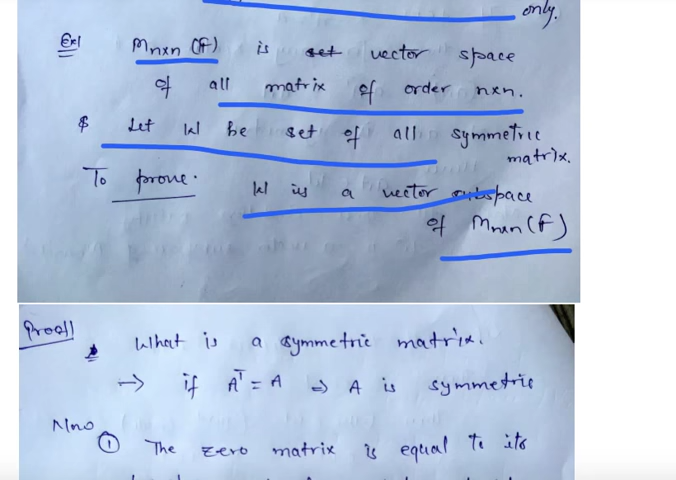 only.
Ex1 Mnxn (F) is set vector space
of all matrix of order nxn.
$ Let W be set of all symmetric
matrix.
To prove. W is a vector subspace
of Mnxn (F)
Proof1 What is a symmetric matrix.
→ if Aᵀ = A ⇒ A is symmetric
Now
① The zero matrix is equal to its